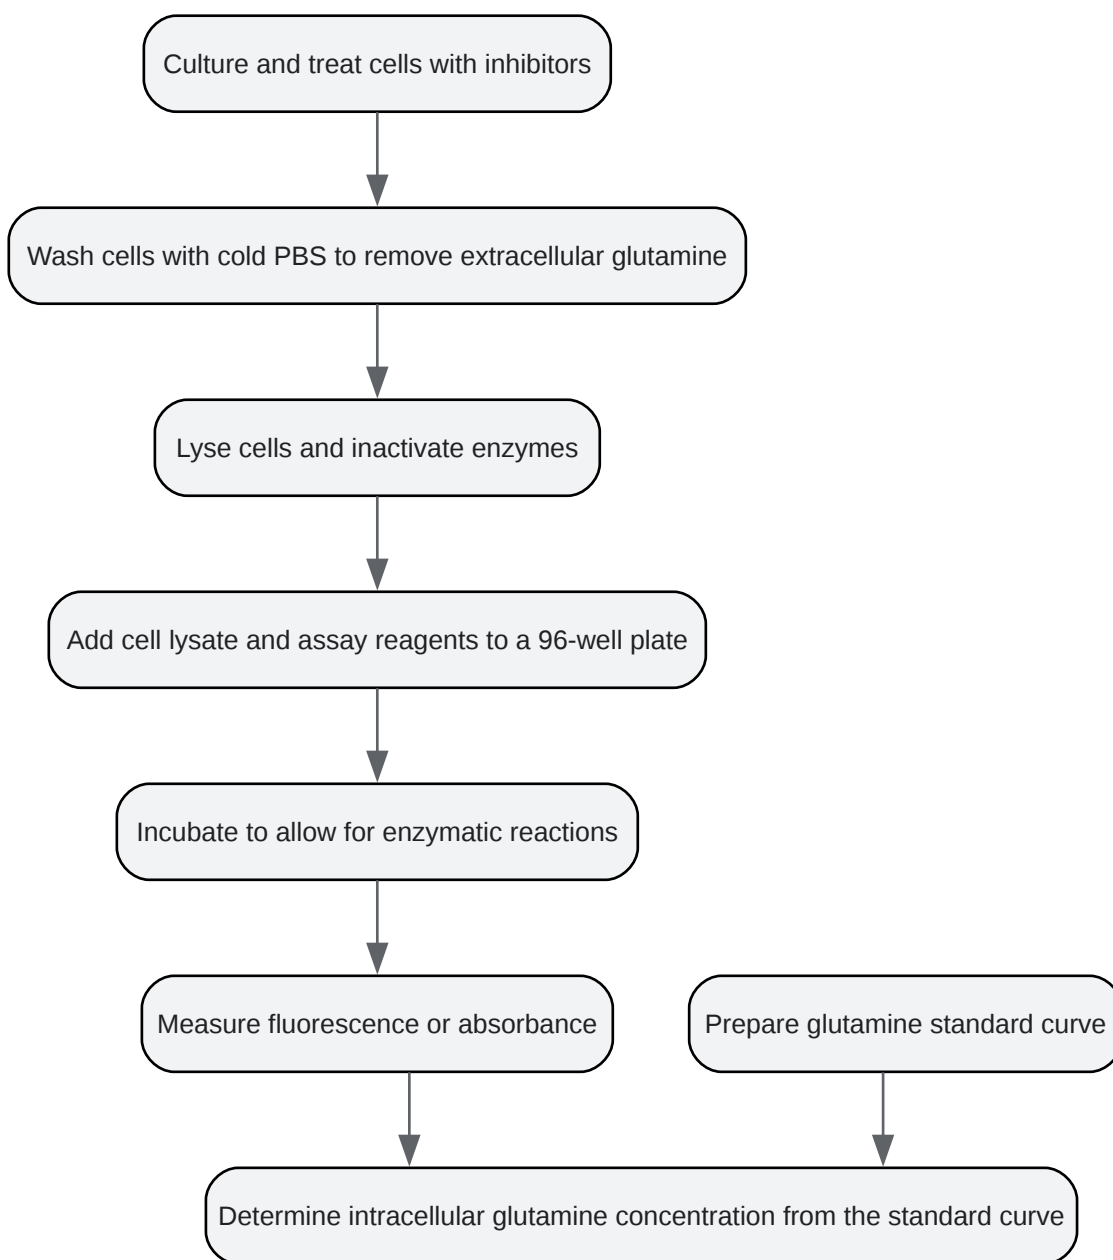 Culture and treat cells with inhibitors
Wash cells with cold PBS to remove extracellular glutamine
Lyse cells and inactivate enzymes
Add cell lysate and assay reagents to a 96-well plate
Incubate to allow for enzymatic reactions
Measure fluorescence or absorbance
Prepare glutamine standard curve
Determine intracellular glutamine concentration from the standard curve